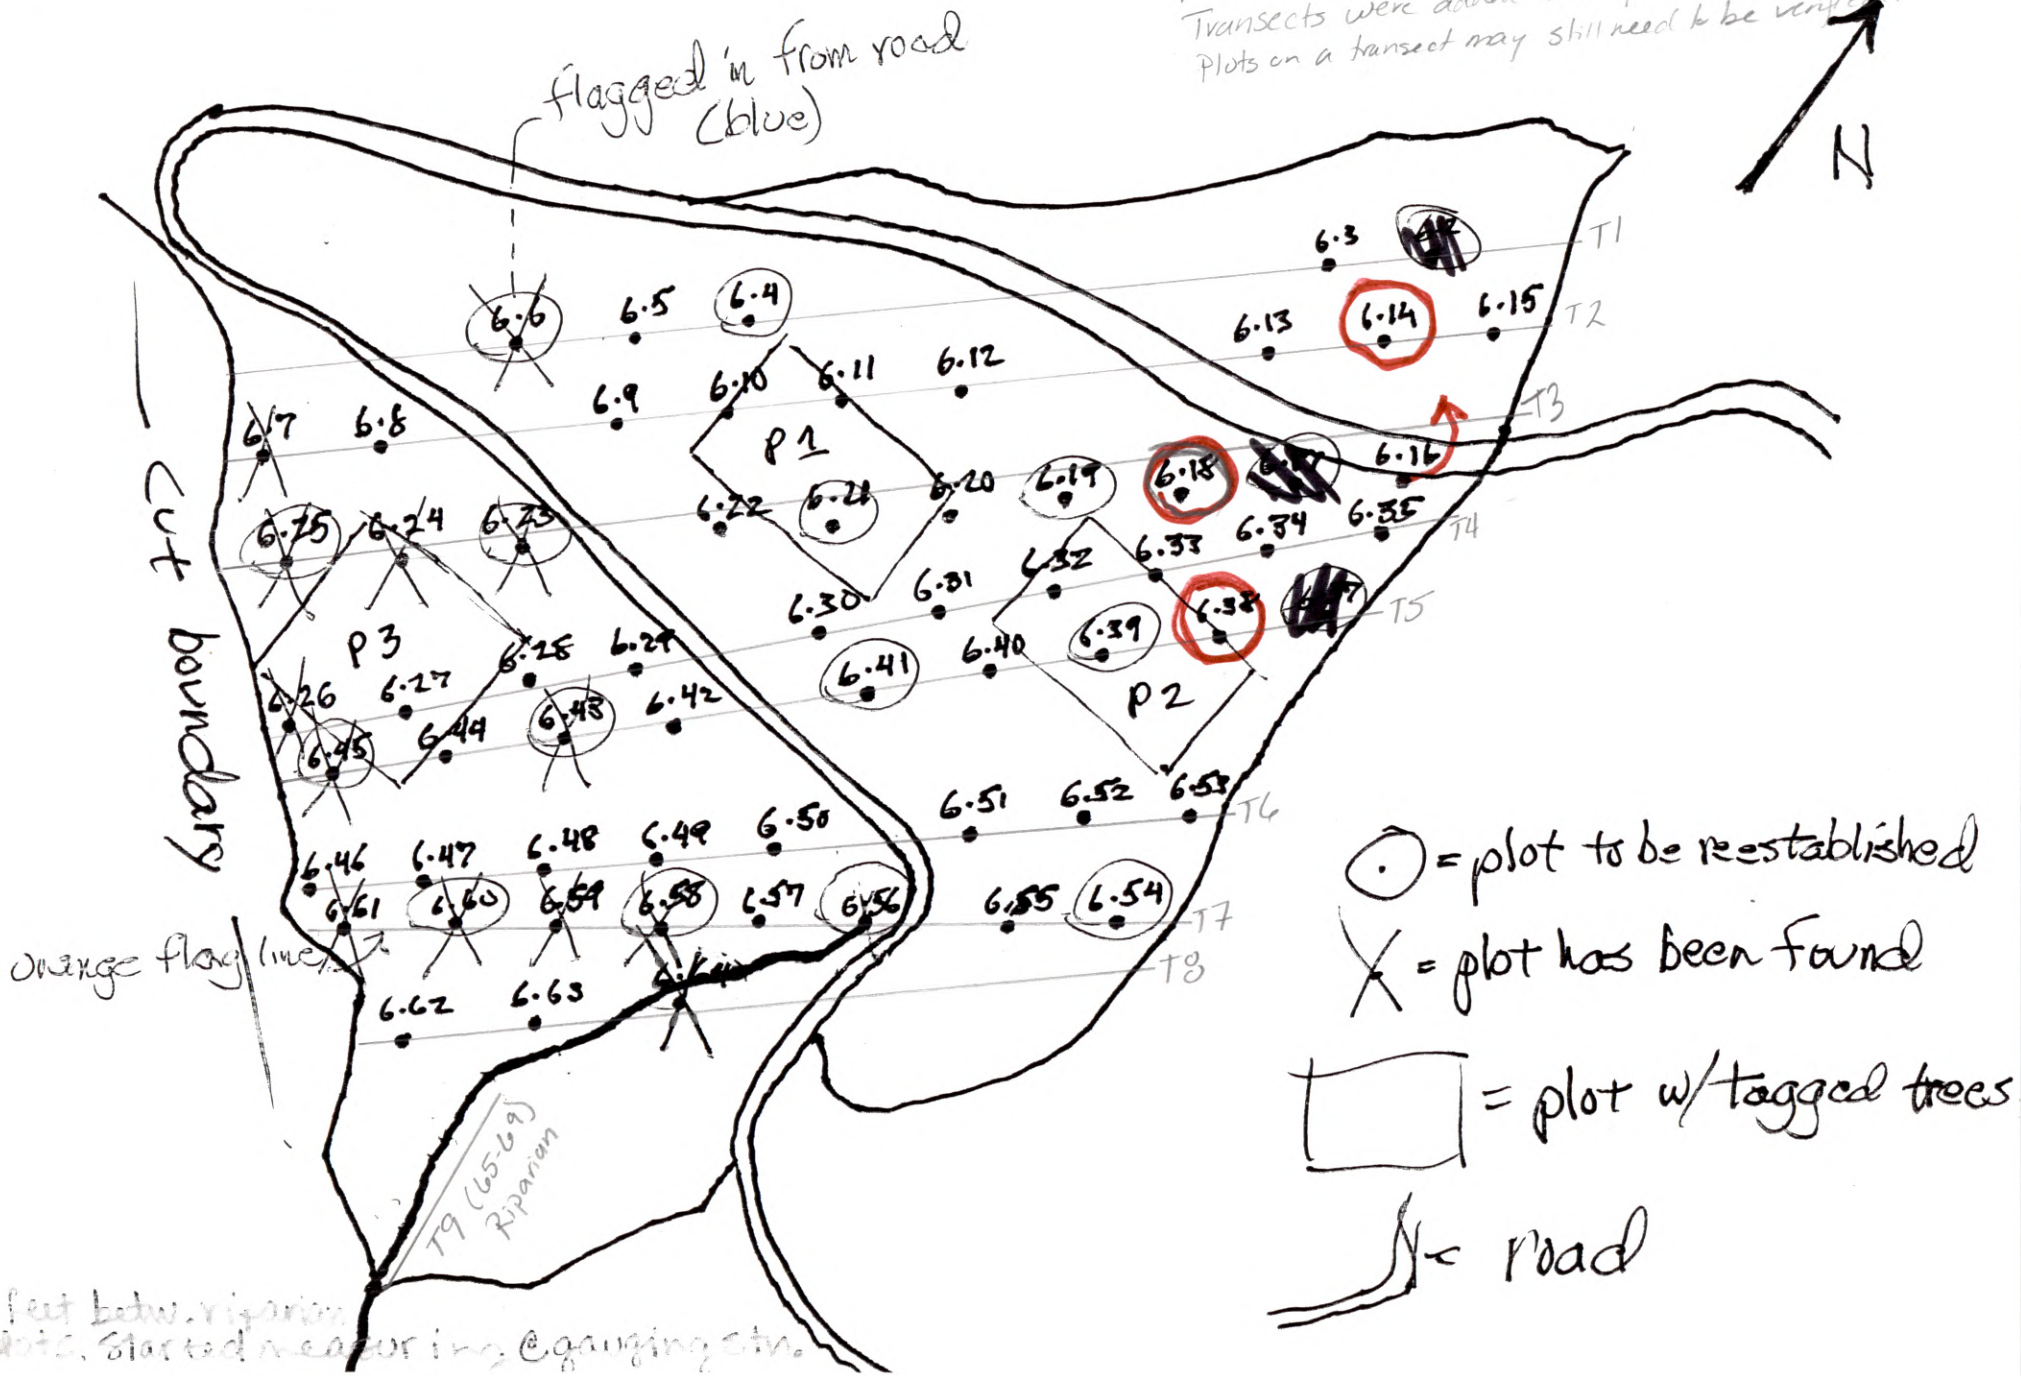 Transects were
Plots on a transect may still need to be
N
flagged in from road
(blue)
T1
6.3
6.6
6.5
6.4
6.13
6.14
6.15
T2
6.7
6.8
6.9
6.10
6.11
6.12
T3
P1
6.25
6.24
6.23
6.22
6.21
6.20
6.19
6.18
6.16
6.30
6.31
6.32
6.33
6.34
6.35
T4
Cut boundary
P3
6.26
6.27
6.28
6.29
6.45
6.44
6.43
6.42
6.41
6.40
6.39
6.38
T5
P2
6.46
6.47
6.48
6.49
6.50
6.51
6.52
6.53
T6
6.61
6.60
6.59
6.58
6.57
6.56
6.55
6.54
T7
orange flag line
6.62
6.63
T8
T9 (65-69)
Riparian
= plot to be reestablished
= plot has been found
= plot w/tagged trees
= road
feet betw. riparian
plots. Started measuring @gauging stn.